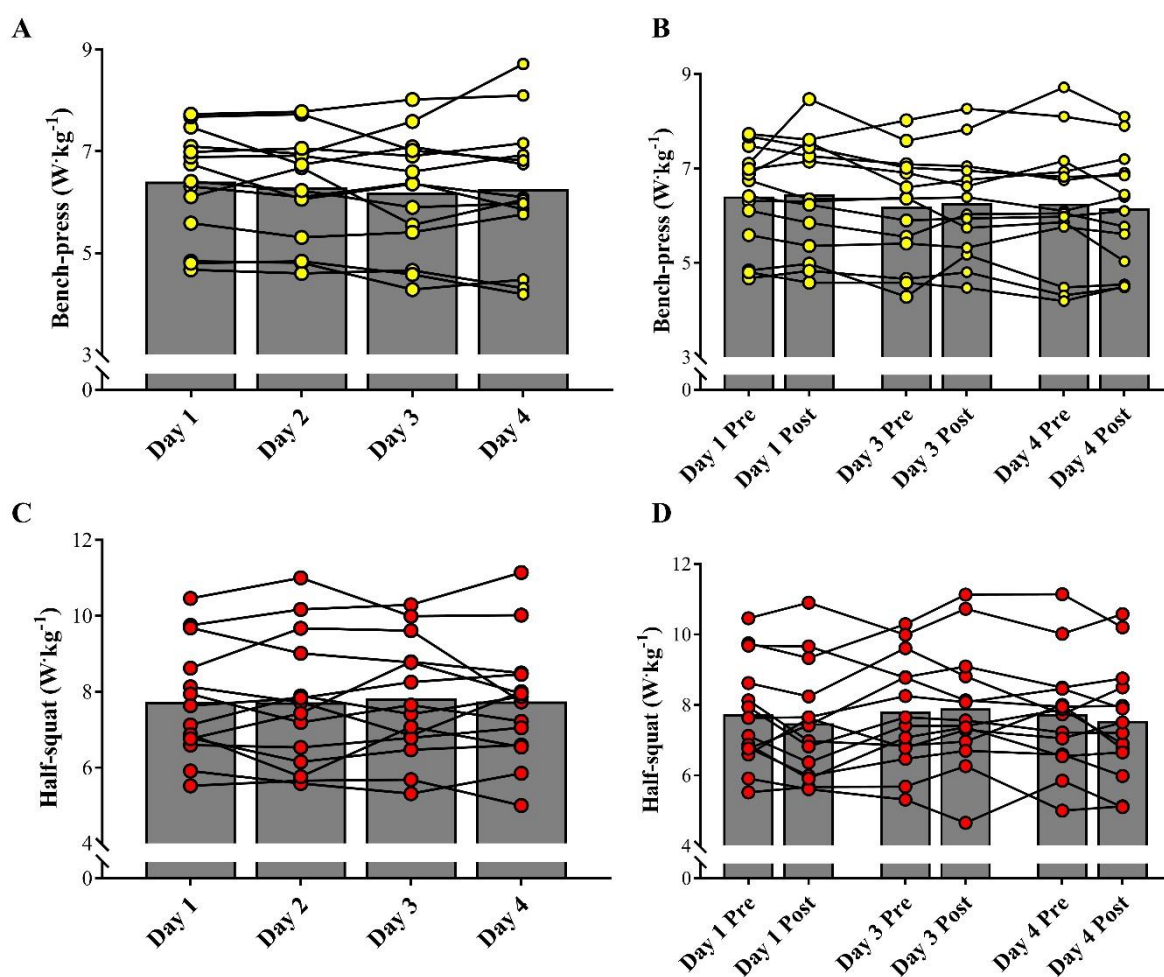 A
Bench-press (W·kg⁻¹)
9
7
5
3
0
Day 1
Day 2
Day 3
Day 4
B
Bench-press (W·kg⁻¹)
9
7
5
3
0
Day 1 Pre
Day 1 Post
Day 3 Pre
Day 3 Post
Day 4 Pre
Day 4 Post
C
Half-squat (W·kg⁻¹)
12
10
8
6
4
0
Day 1
Day 2
Day 3
Day 4
D
Half-squat (W·kg⁻¹)
12
10
8
6
4
0
Day 1 Pre
Day 1 Post
Day 3 Pre
Day 3 Post
Day 4 Pre
Day 4 Post